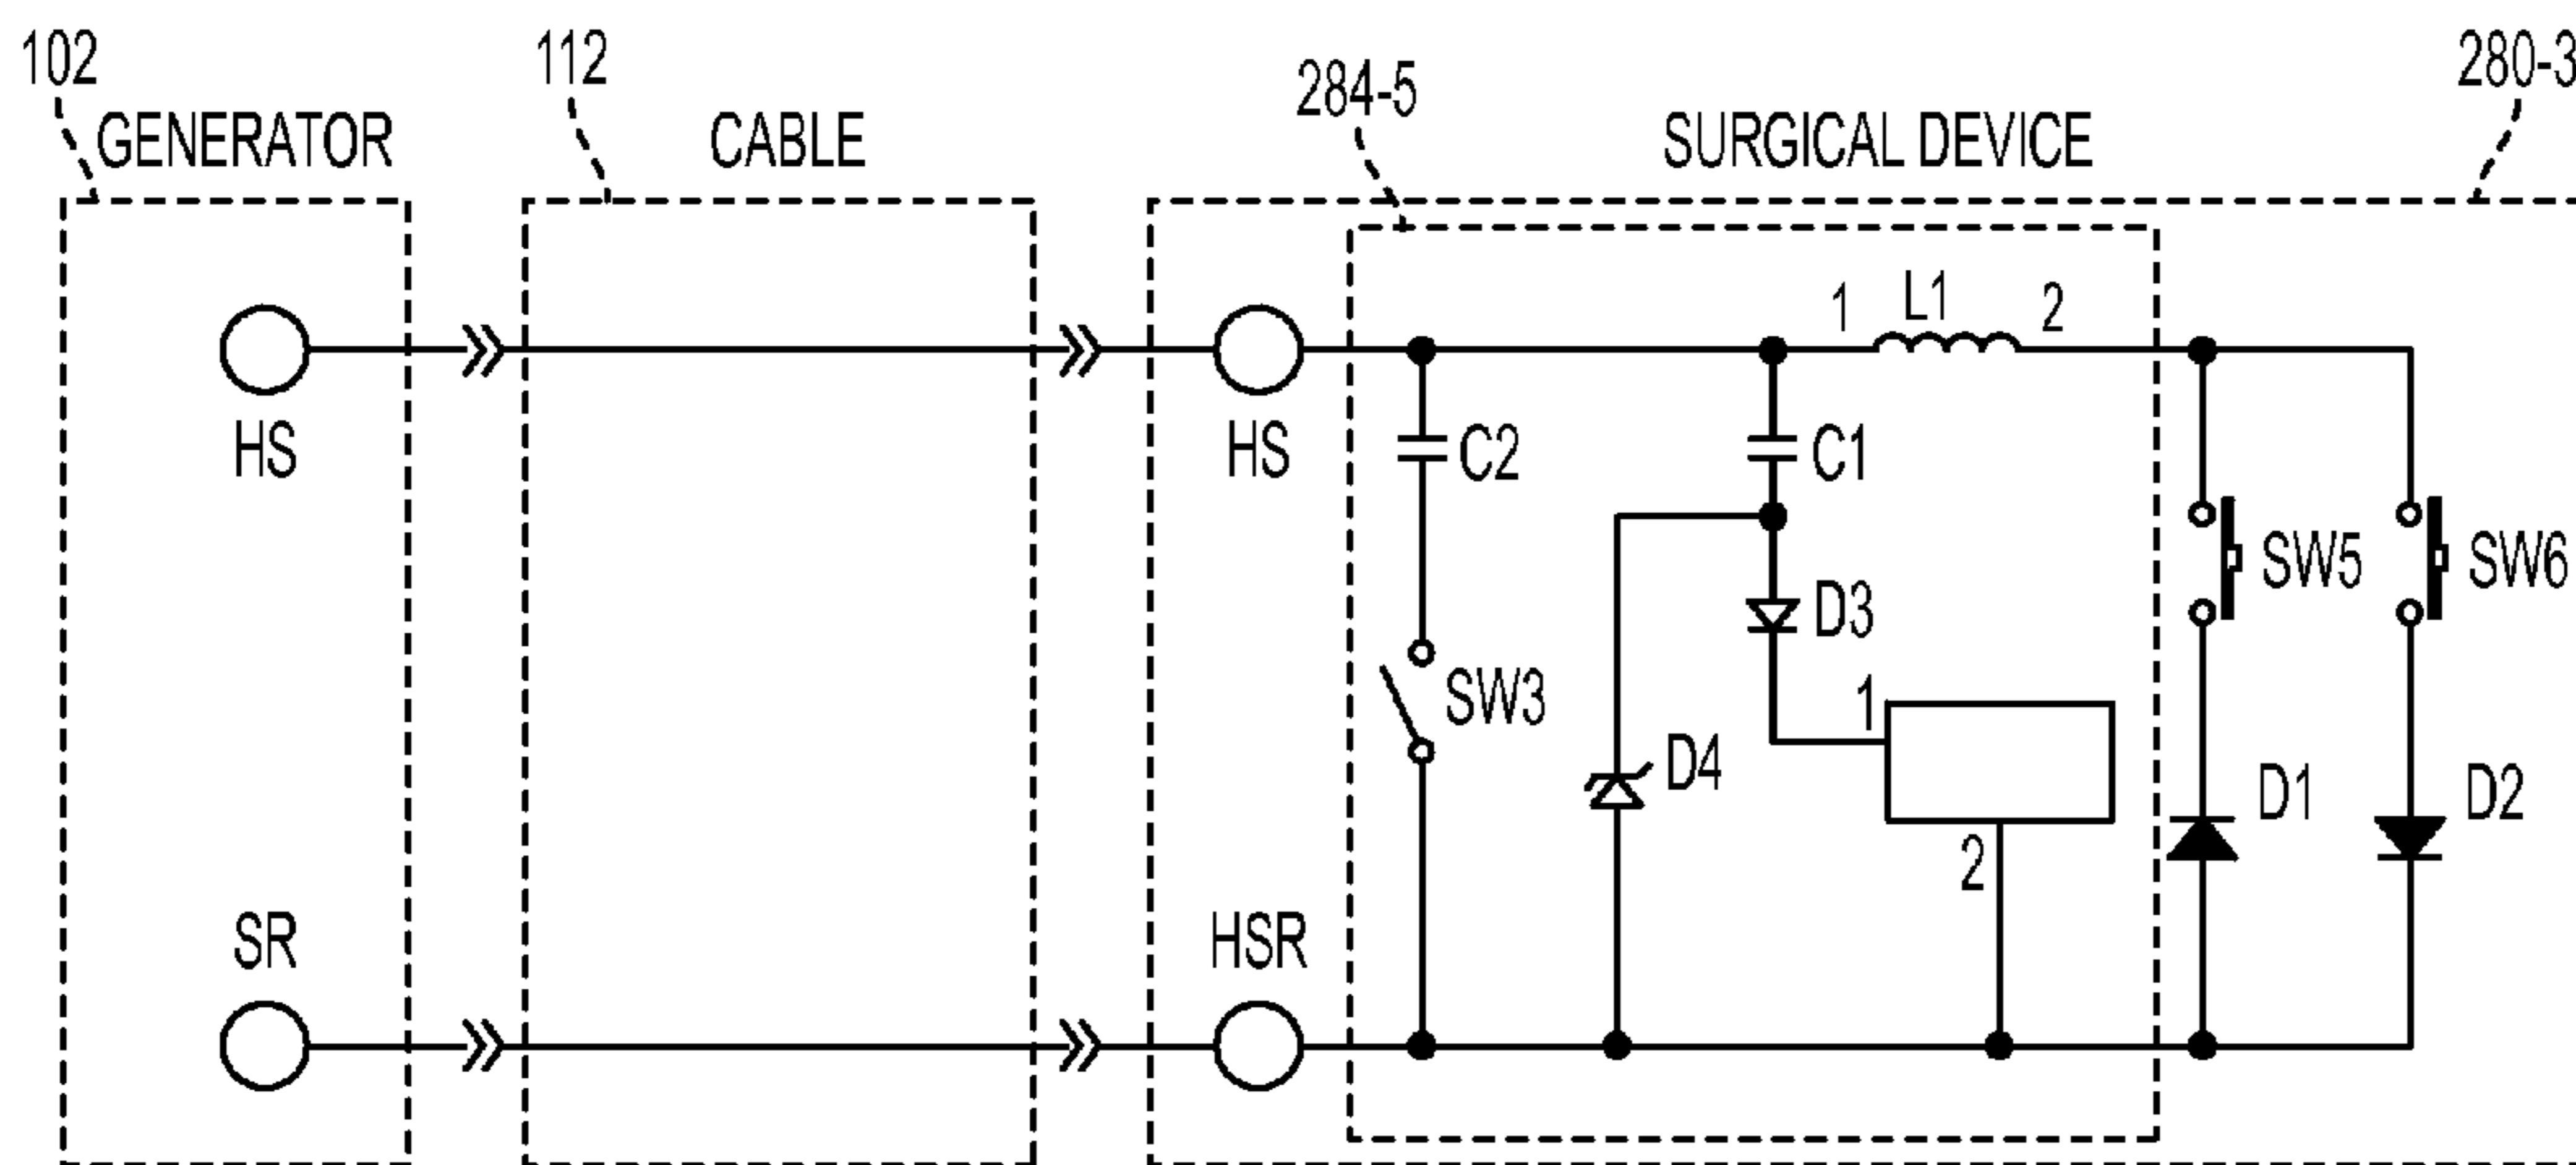 102
112
284-5
280-3
GENERATOR
CABLE
SURGICAL DEVICE
1
L1
2
HS
HS
C2
C1
SW5
SW6
D3
SW3
1
D4
D1
D2
2
SR
HSR